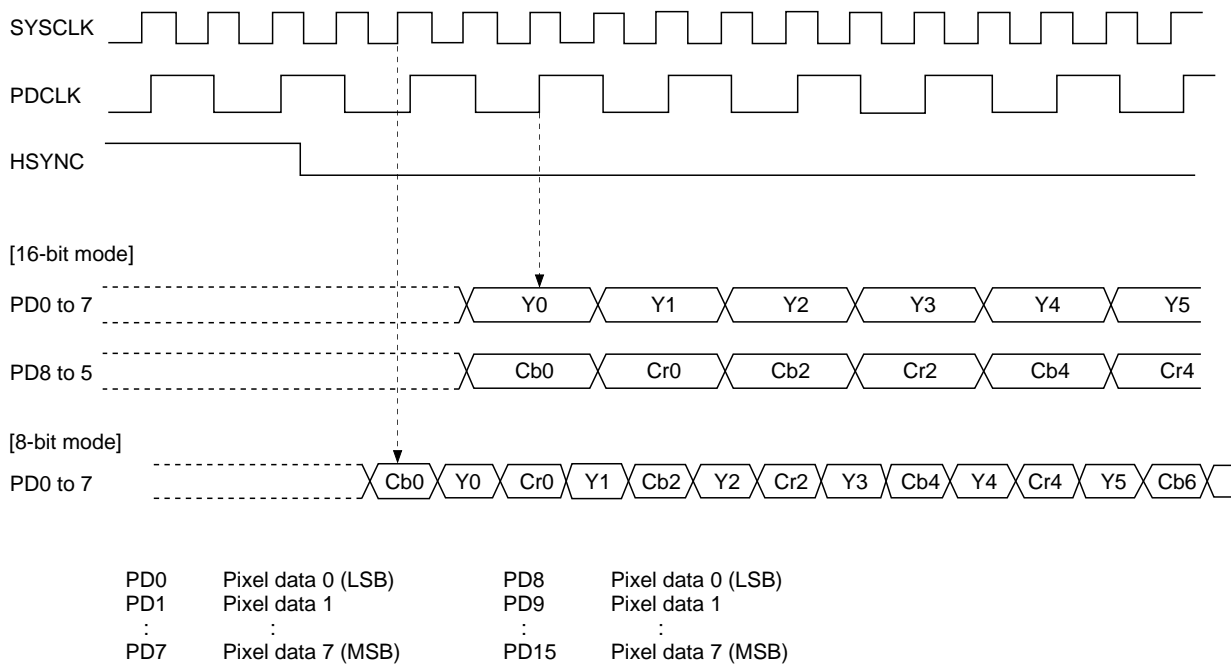 SYSCLK
PDCLK
HSYNC
[16-bit mode]
PD0 to 7 Y0 Y1 Y2 Y3 Y4 Y5
PD8 to 5 Cb0 Cr0 Cb2 Cr2 Cb4 Cr4
[8-bit mode]
PD0 to 7 Cb0 Y0 Cr0 Y1 Cb2 Y2 Cr2 Y3 Cb4 Y4 Cr4 Y5 Cb6
PD0 Pixel data 0 (LSB) PD8 Pixel data 0 (LSB)
PD1 Pixel data 1 PD9 Pixel data 1
: : : :
PD7 Pixel data 7 (MSB) PD15 Pixel data 7 (MSB)